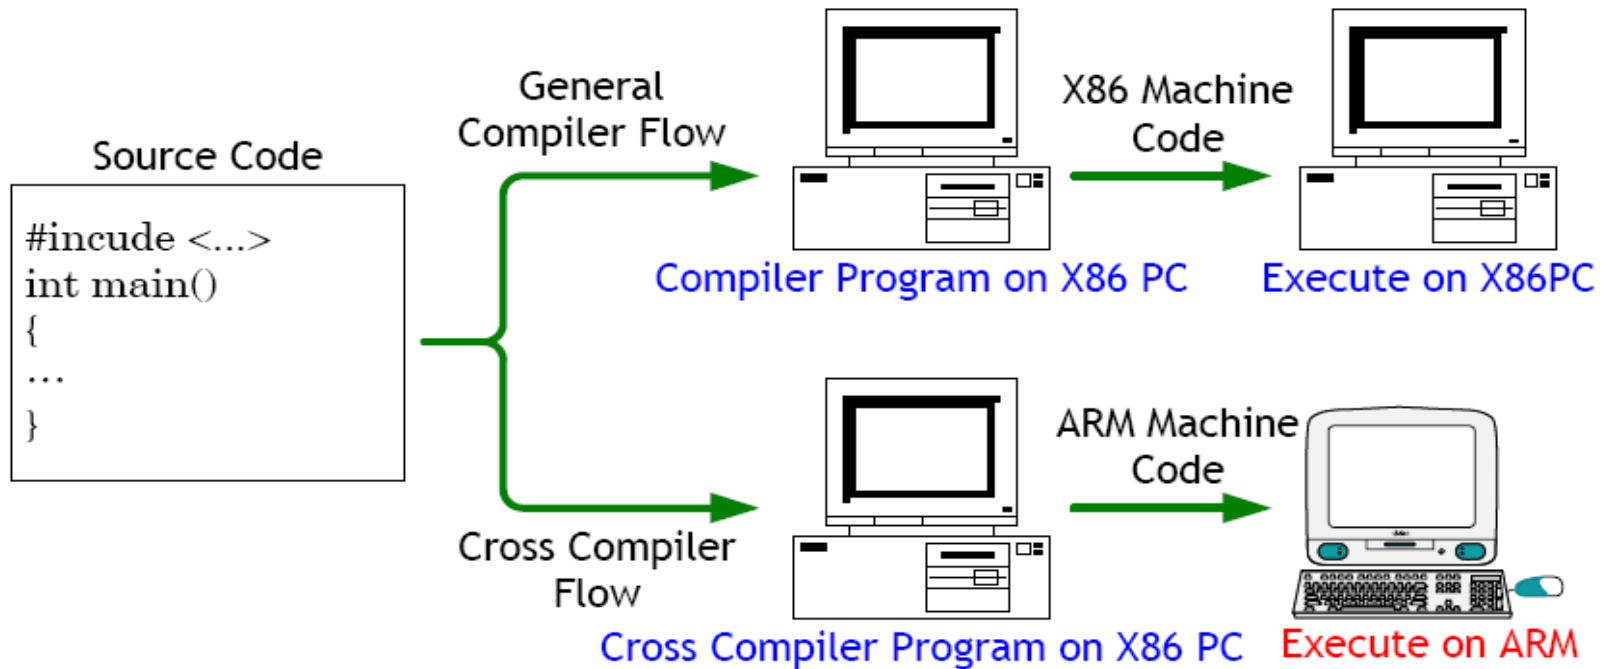 Source Code
#incude <...>
int main()
{
...
}
General
Compiler Flow
X86 Machine
Code
Compiler Program on X86 PC
Execute on X86PC
Cross Compiler
Flow
ARM Machine
Code
Cross Compiler Program on X86 PC
Execute on ARM